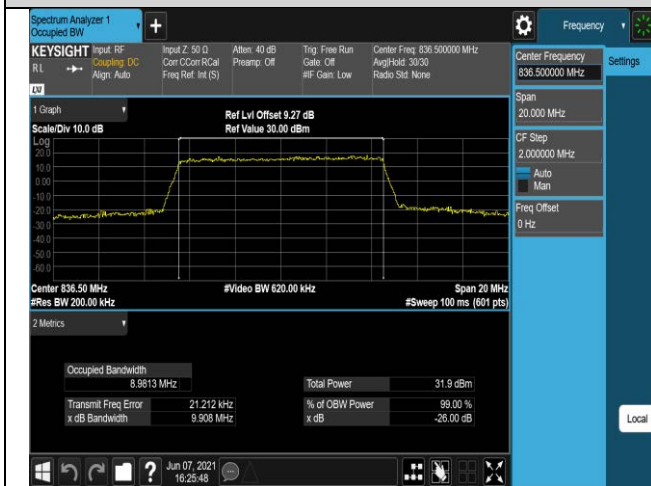 Spectrum Analyzer 1
Occupied BW
+
Frequency
KEYSIGHT
RL
LXI
Input: RF
Coupling: DC
Align: Auto
Input Z: 50 Ω
Corr CCorr RCal
Freq Ref: Int (S)
Atten: 40 dB
Preamp: Off
Trig: Free Run
Gate: Off
#IF Gain: Low
Center Freq: 836.500000 MHz
Avg|Hold: 30/30
Radio Std: None
Center Frequency
836.500000 MHz
Settings
Span
20.000 MHz
CF Step
2.000000 MHz
Auto
Man
Freq Offset
0 Hz
Local
1 Graph
Scale/Div 10.0 dB
Ref Lvl Offset 9.27 dB
Ref Value 30.00 dBm
Log
20.0
10.0
0.00
-10.0
-20.0
-30.0
-40.0
-50.0
-60.0
Center 836.50 MHz
#Video BW 620.00 kHz
Span 20 MHz
#Res BW 200.00 kHz
#Sweep 100 ms (601 pts)
2 Metrics
Occupied Bandwidth
8.9813 MHz
Total Power 31.9 dBm
Transmit Freq Error 21.212 kHz
% of OBW Power 99.00 %
x dB Bandwidth 9.908 MHz
x dB -26.00 dB
?
Jun 07, 2021
16:25:48